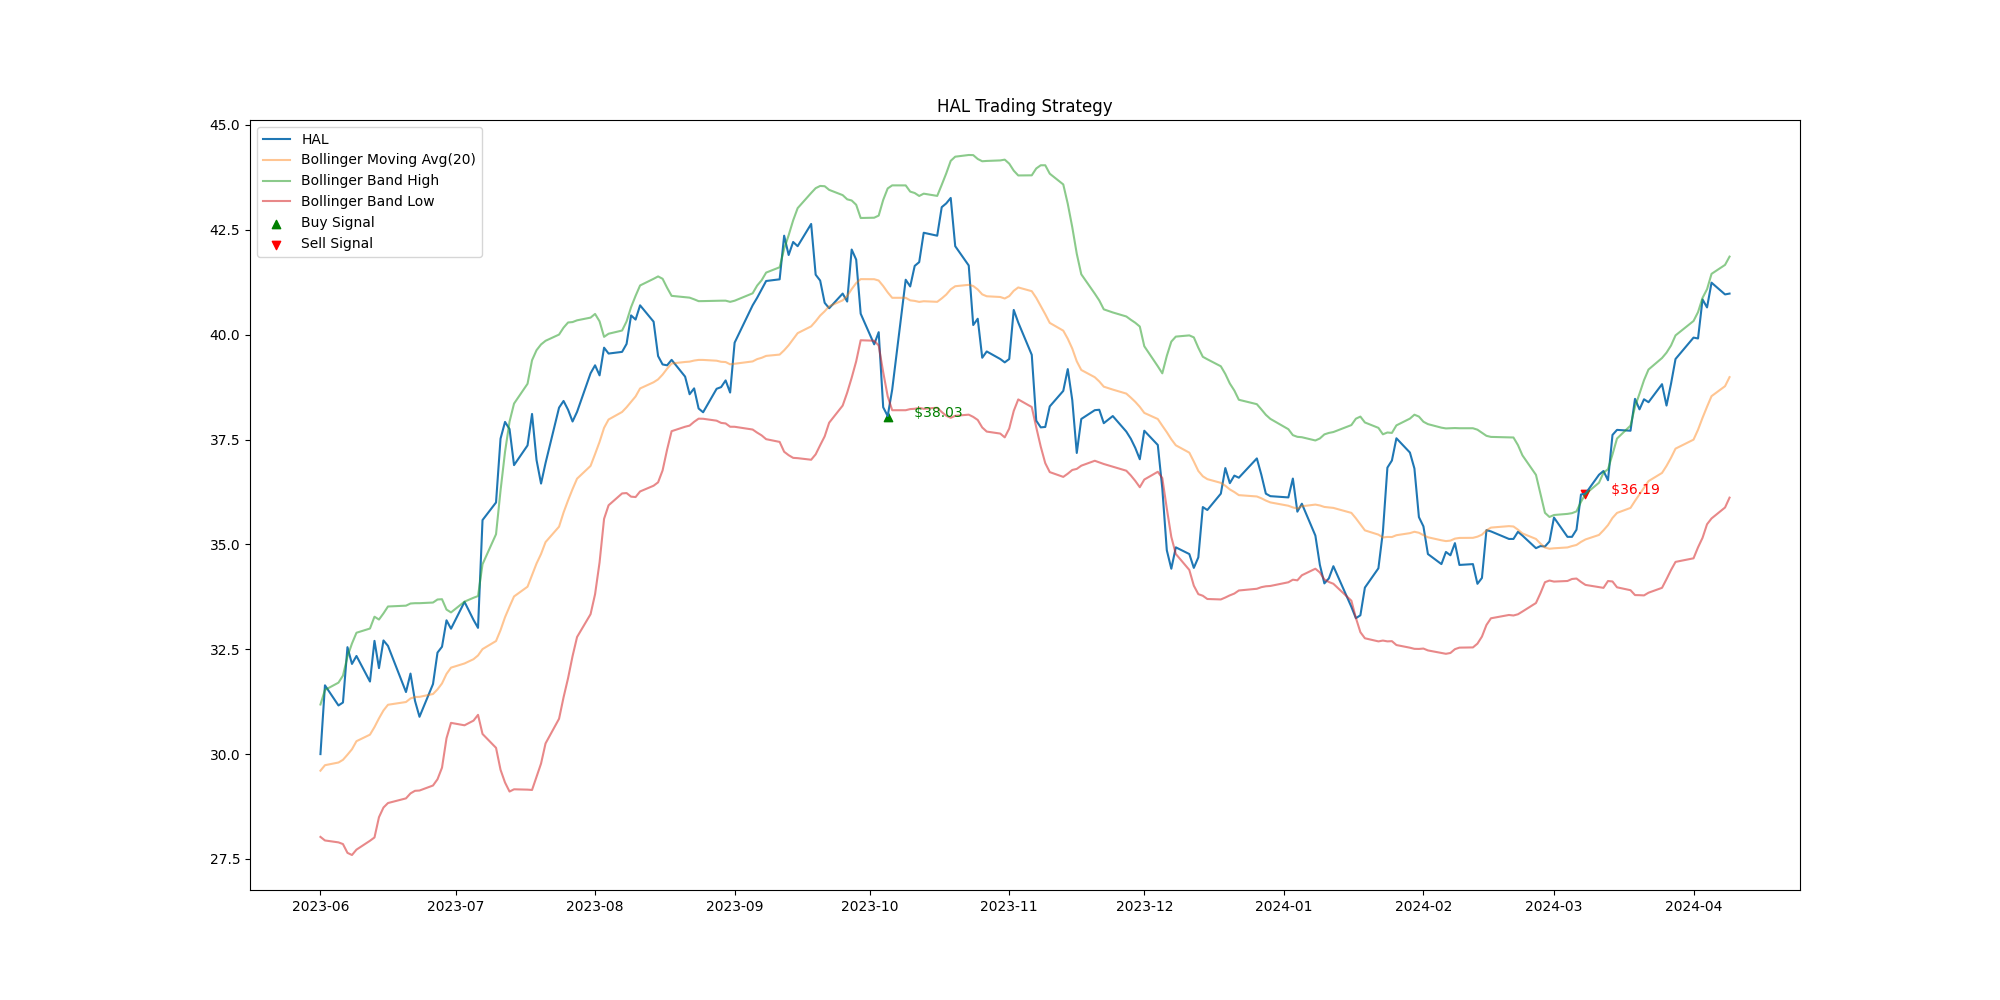 HAL Trading Strategy
45.0
42.5
40.0
37.5
35.0
32.5
30.0
27.5
HAL
Bollinger Moving Avg(20)
Bollinger Band High
Bollinger Band Low
Buy Signal
Sell Signal
$38.03
$36.19
2023-06 2023-07 2023-08 2023-09 2023-10 2023-11 2023-12 2024-01 2024-02 2024-03 2024-04